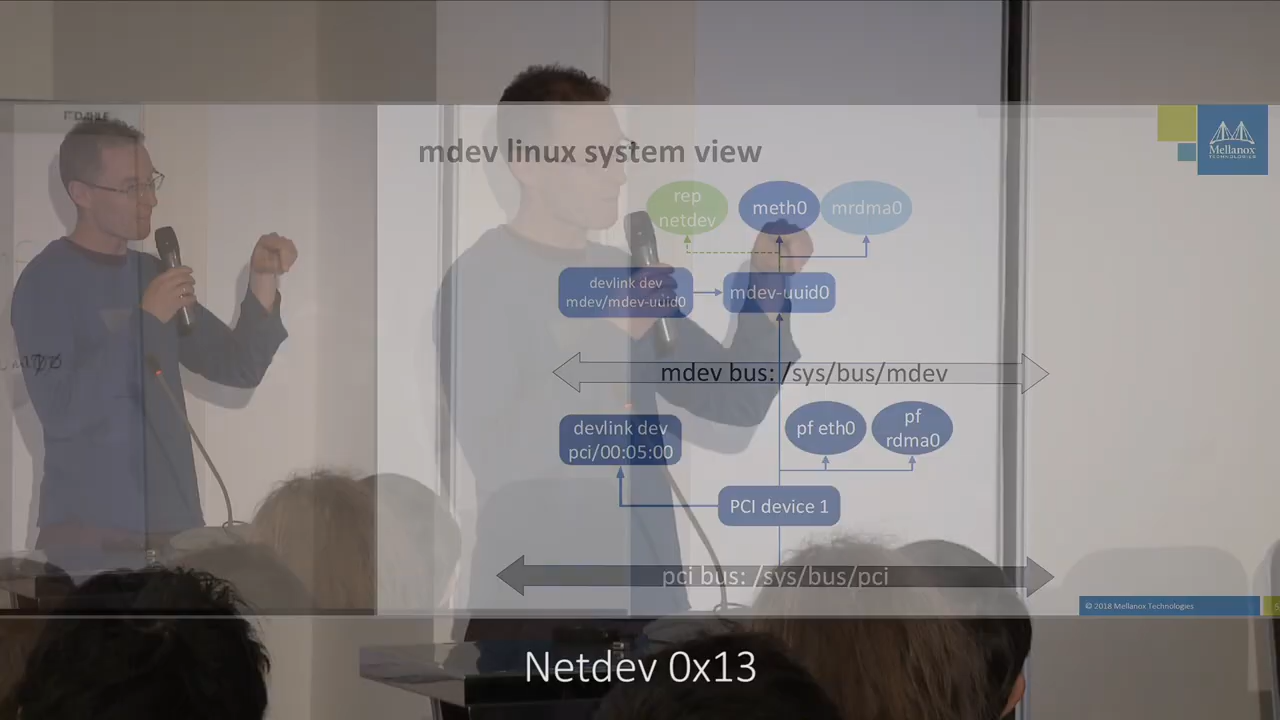 DAHLE
mdev linux system view
Mellanox
TECHNOLOGIES
rep
netdev
meth0
mrdma0
devlink dev
mdev/mdev-uuid0
mdev-uuid0
mdev bus: /sys/bus/mdev
devlink dev
pci/00:05:00
pf eth0
pf
rdma0
PCI device 1
pci bus: /sys/bus/pci
© 2018 Mellanox Technologies
Netdev 0x13